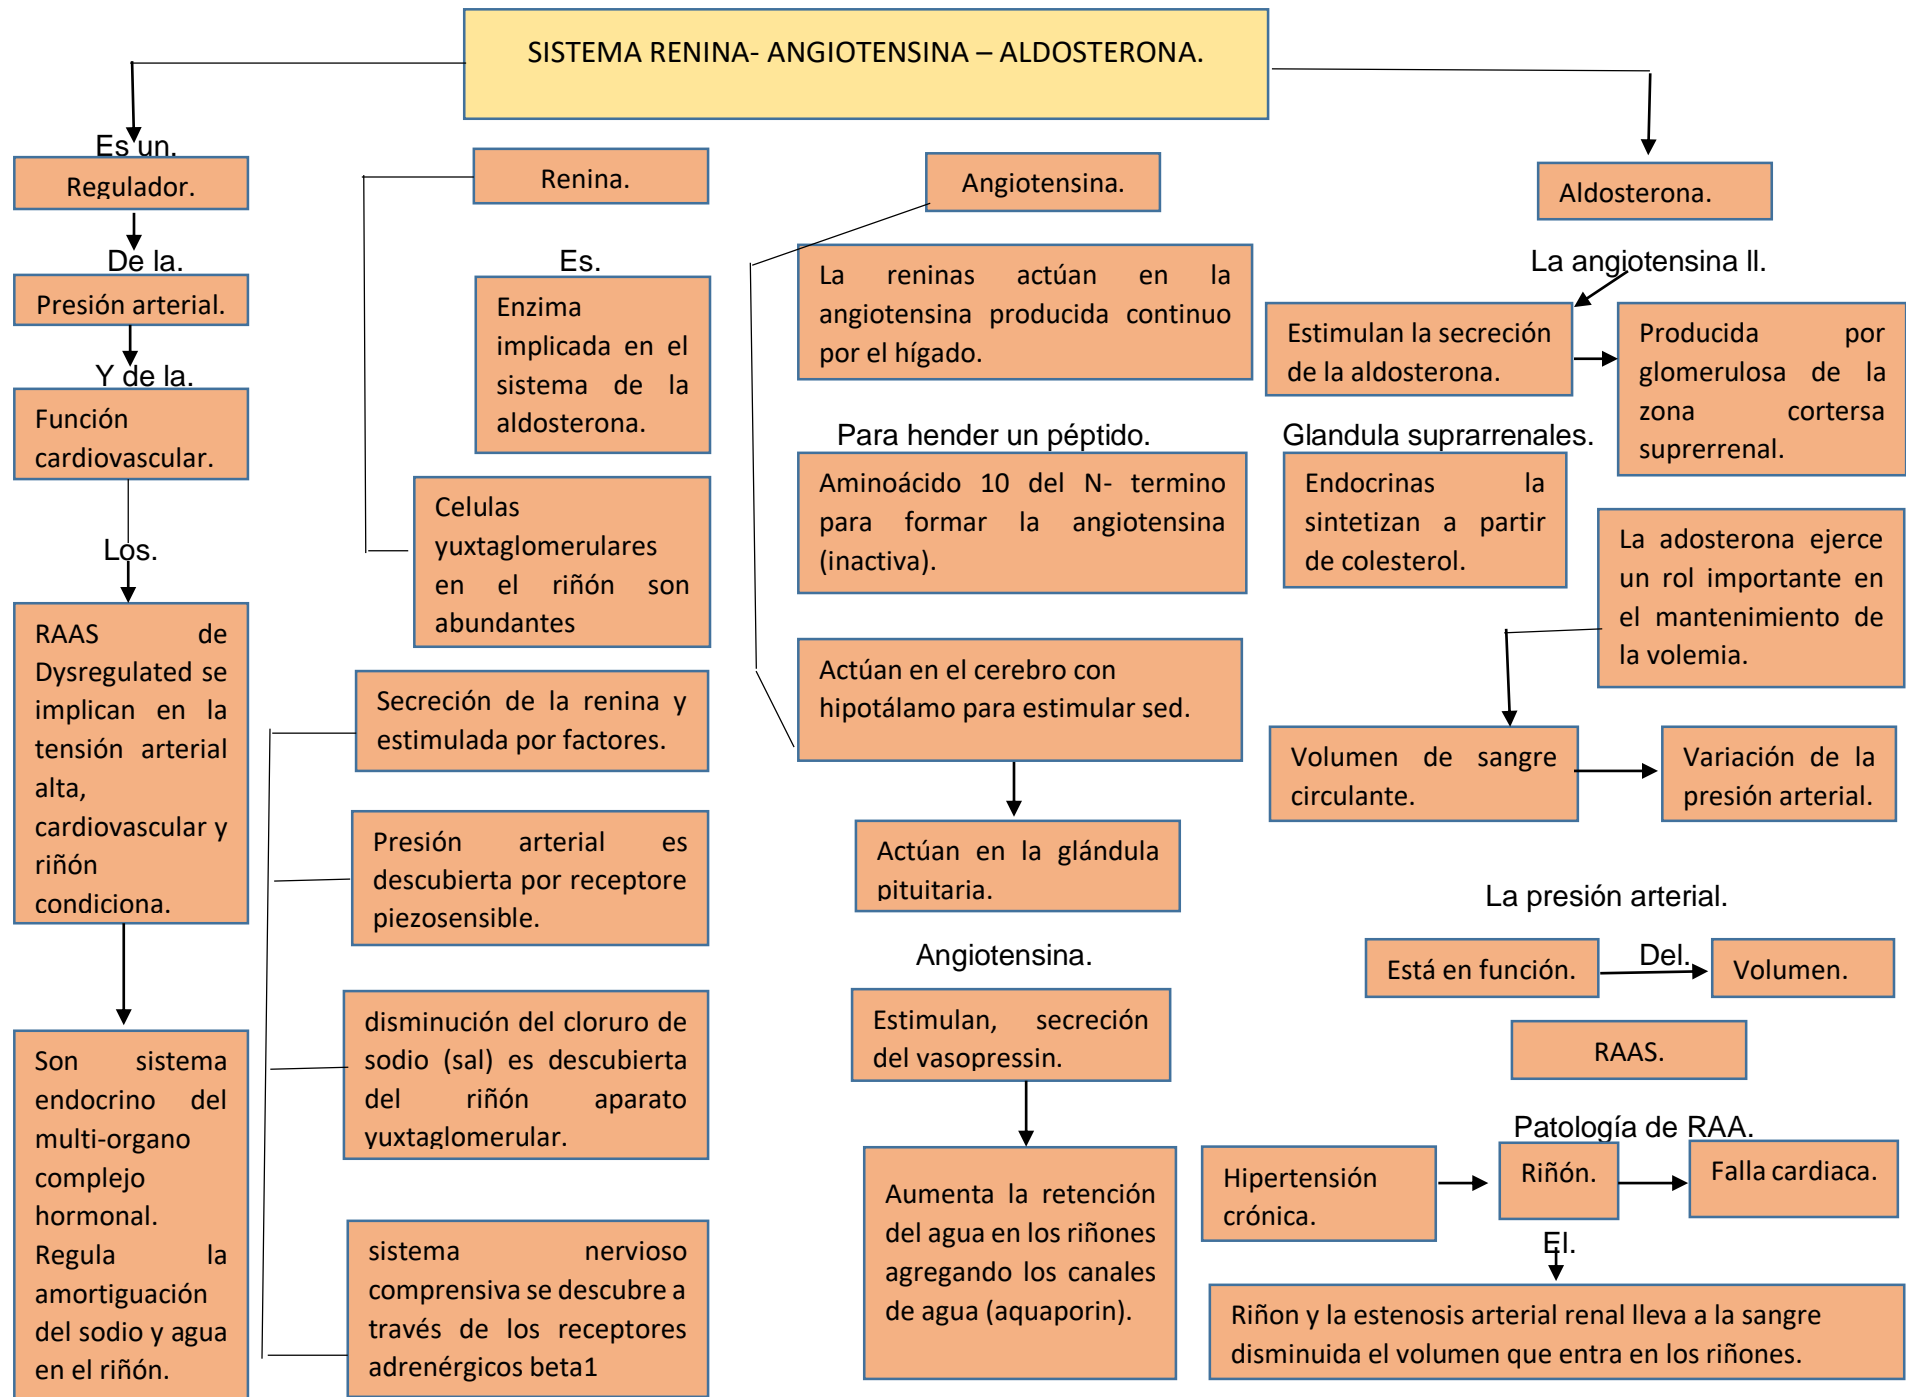 SISTEMA RENINA- ANGIOTENSINA – ALDOSTERONA.
Es un.
Regulador.
De la.
Presión arterial.
Y de la.
Función
cardiovascular.
Los.
RAAS de
Dysregulated se
implican en la
tensión arterial
alta,
cardiovascular y
riñón
condiciona.
Son sistema
endocrino del
multi-organo
complejo
hormonal.
Regula la
amortiguación
del sodio y agua
en el riñón.
Renina.
Es.
Enzima
implicada en el
sistema de la
aldosterona.
Celulas
yuxtaglomerulares
en el riñón son
abundantes
Secreción de la renina y
estimulada por factores.
Presión arterial es
descubierta por receptore
piezosensible.
disminución del cloruro de
sodio (sal) es descubierta
del riñón aparato
yuxtaglomerular.
sistema nervioso
comprensiva se descubre a
través de los receptores
adrenérgicos beta1
Angiotensina.
La reninas actúan en la
angiotensina producida continuo
por el hígado.
Para hender un péptido.
Aminoácido 10 del N- termino
para formar la angiotensina
(inactiva).
Actúan en el cerebro con
hipotálamo para estimular sed.
Actúan en la glándula
pituitaria.
Angiotensina.
Estimulan, secreción
del vasopressin.
Aumenta la retención
del agua en los riñones
agregando los canales
de agua (aquaporin).
Aldosterona.
La angiotensina II.
Estimulan la secreción
de la aldosterona.
Producida por
glomerulosa de la
zona cortersa
suprerrenal.
Glandula suprarrenales.
Endocrinas la
sintetizan a partir
de colesterol.
La adosterona ejerce
un rol importante en
el mantenimiento de
la volemia.
Volumen de sangre
circulante.
Variación de la
presión arterial.
La presión arterial.
Está en función.
Del.
Volumen.
RAAS.
Patología de RAA.
Hipertensión
crónica.
Riñón.
Falla cardiaca.
El.
Riñon y la estenosis arterial renal lleva a la sangre
disminuida el volumen que entra en los riñones.